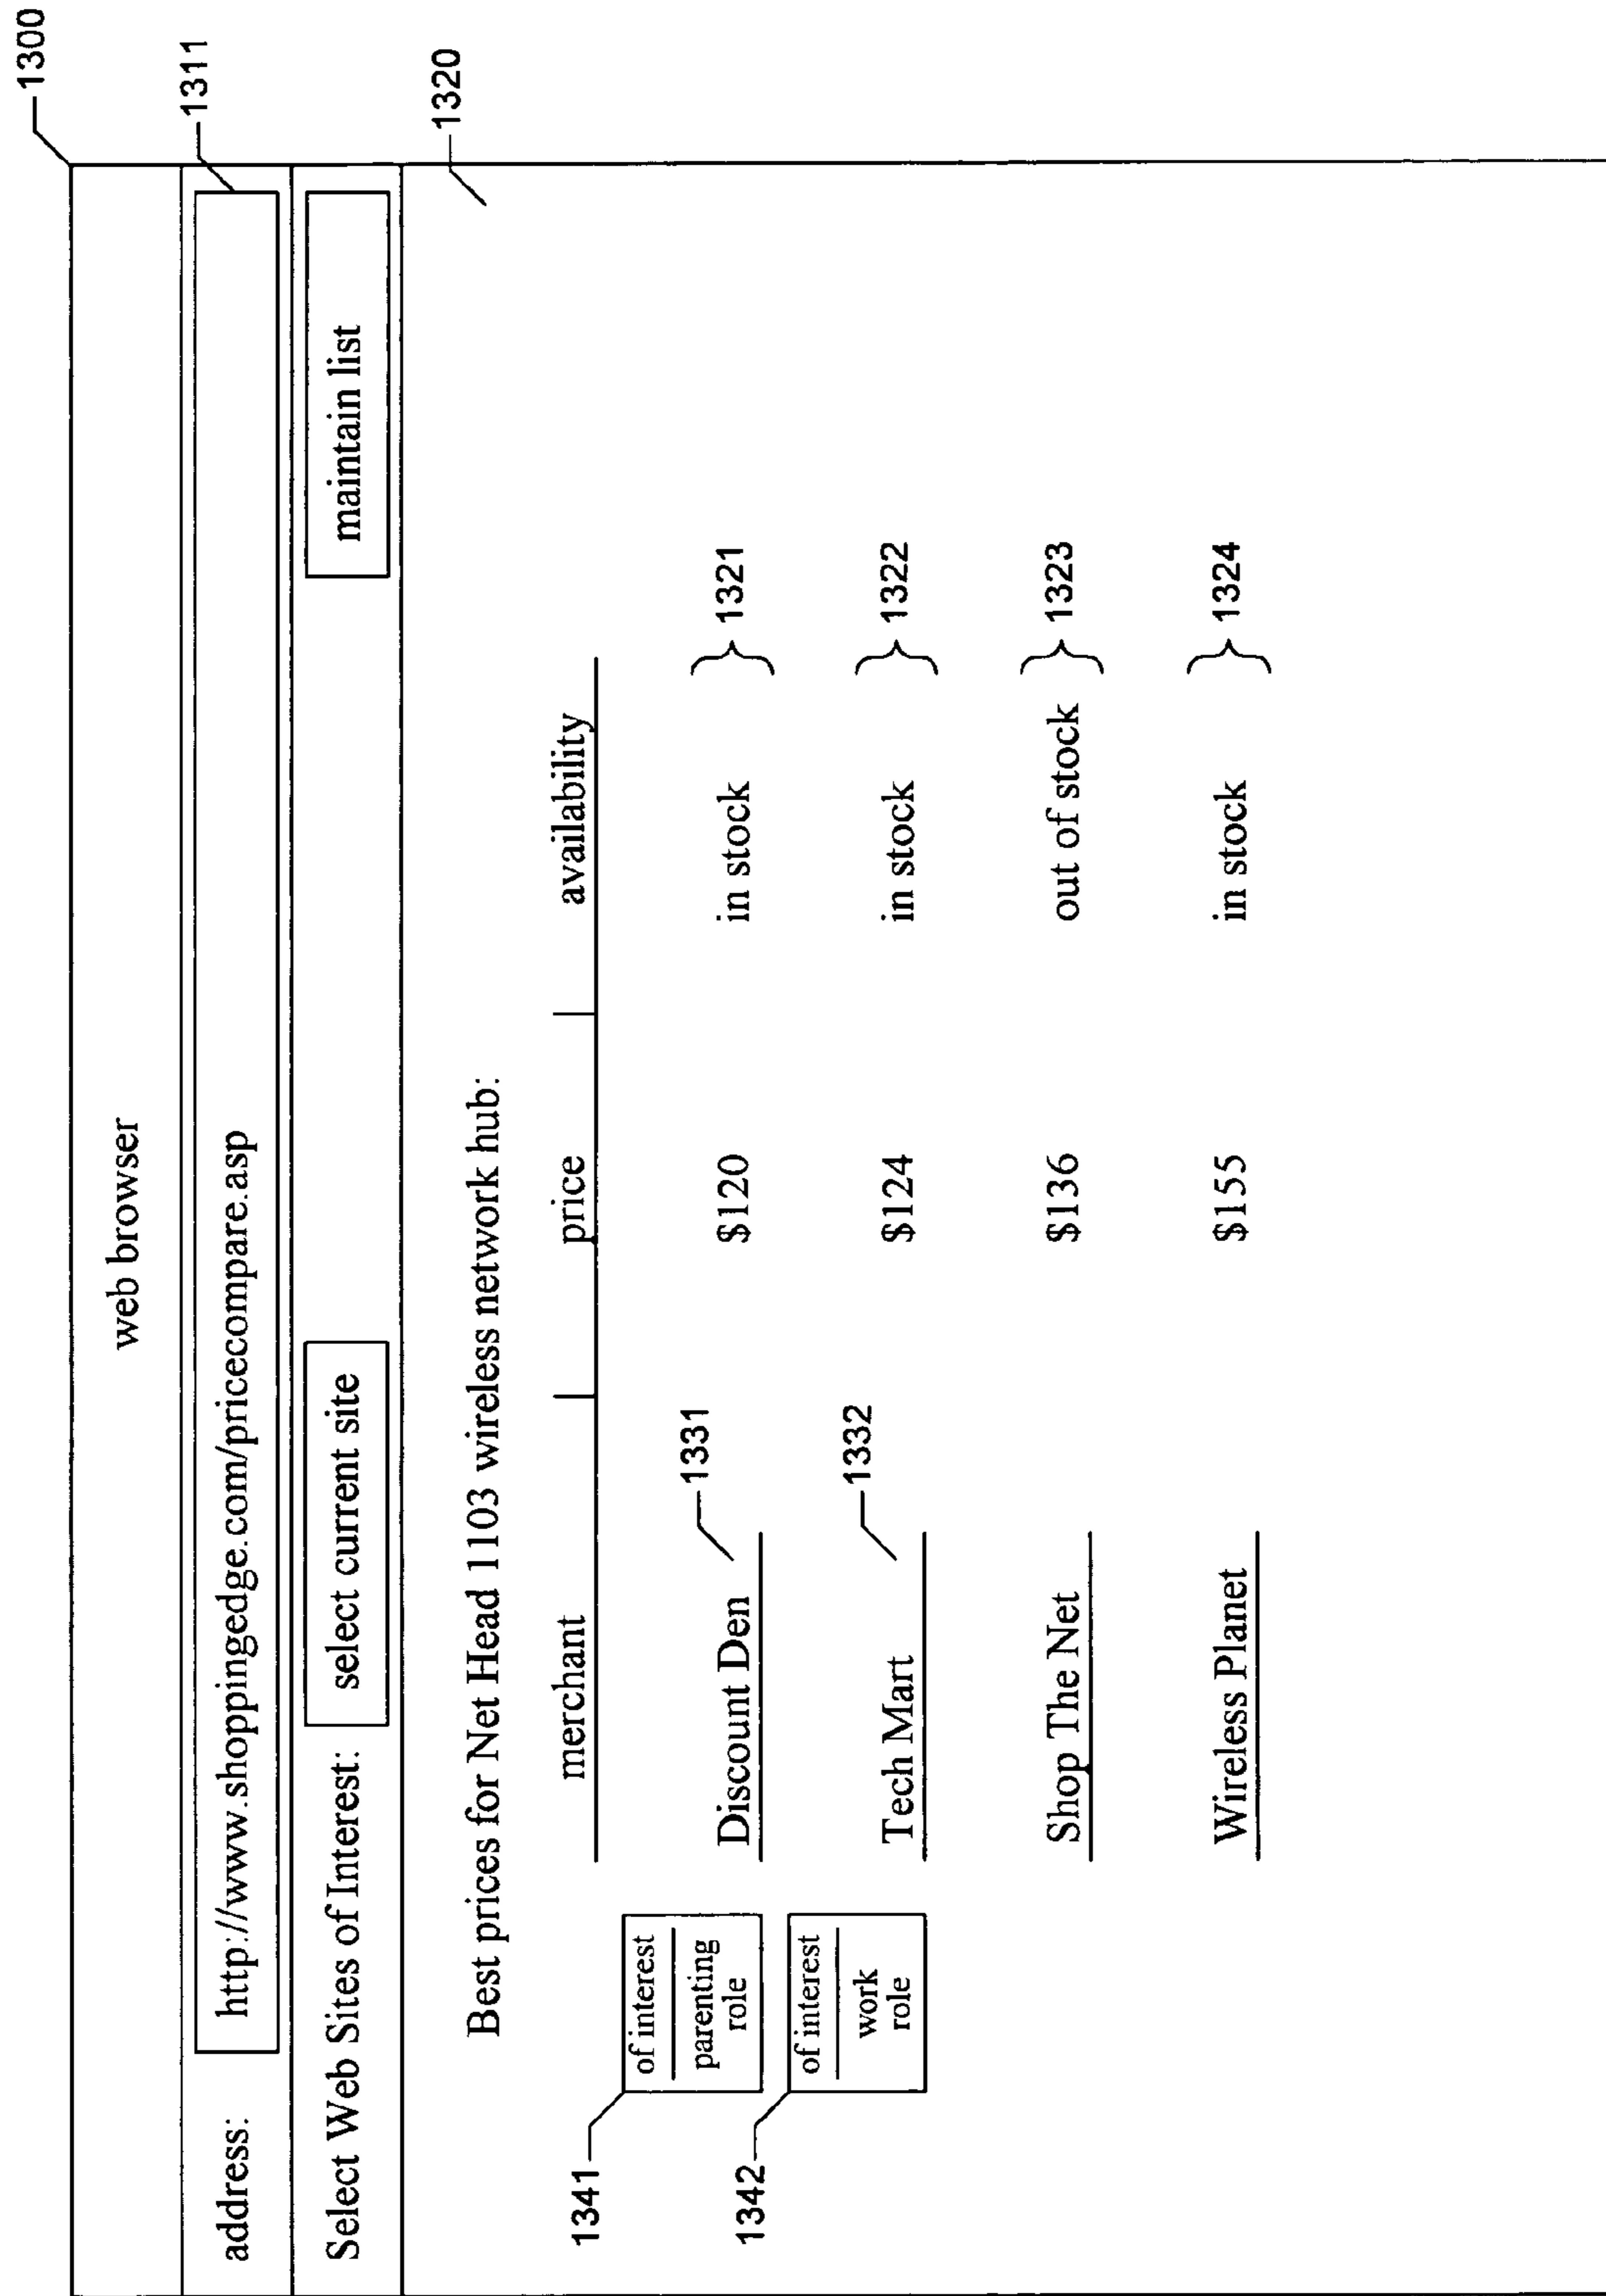 1300
web browser
address: http://www.shoppingedge.com/pricecompare.asp 1311
Select Web Sites of Interest: select current site maintain list
1320
Best prices for Net Head 1103 wireless network hub:
merchant price availability
1341 of interest
parenting
role
1331
Discount Den $120 in stock 1321
1342 of interest
work
role
1332
Tech Mart $124 in stock 1322
Shop The Net $136 out of stock 1323
Wireless Planet $155 in stock 1324